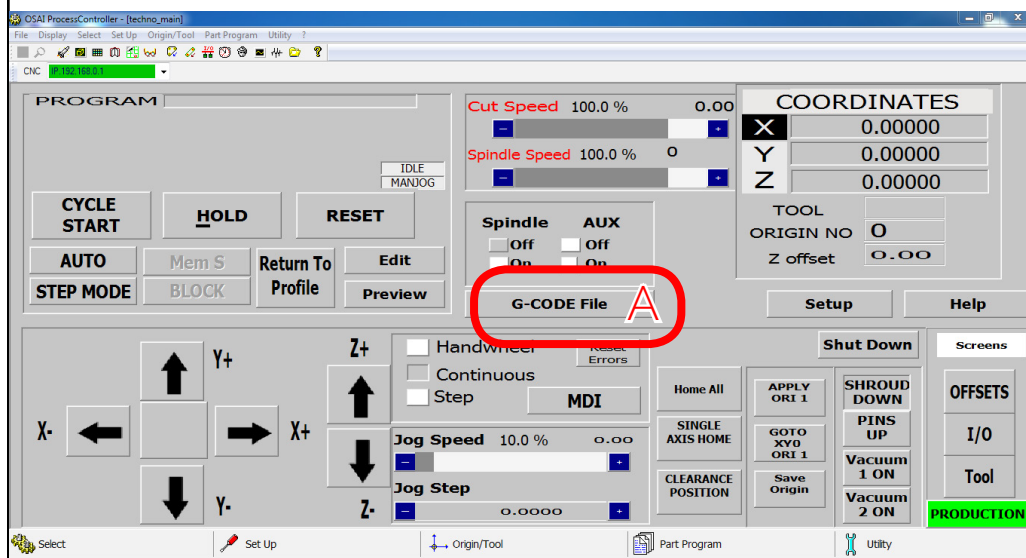 OSAI ProcessController - [techno_main]
File Display Select Set Up Origin/Tool Part Program Utility ?
CNC IP 192.168.0.1
PROGRAM
IDLE
MANJOG
CYCLE START
HOLD
RESET
AUTO
Mem S
Return To Profile
Edit
STEP MODE
BLOCK
Preview
Cut Speed 100.0 % 0.00
- +
Spindle Speed 100.0 % 0
- +
Spindle AUX
Off Off
On On
G-CODE File A
COORDINATES
X 0.00000
Y 0.00000
Z 0.00000
TOOL
ORIGIN NO 0
Z offset 0.00
Setup
Help
Y+
X-
X+
Y-
Z+
Z-
Handwheel
Reset Errors
Continuous
Step
MDI
Jog Speed 10.0 % 0.00
- +
Jog Step
- 0.0000 +
Home All
SINGLE AXIS HOME
CLEARANCE POSITION
APPLY ORI 1
GOTO XY0 ORI 1
Save Origin
Shut Down
SHROUD DOWN
PINS UP
Vacuum 1 ON
Vacuum 2 ON
Screens
OFFSETS
I/O
Tool
PRODUCTION
Select
Set Up
Origin/Tool
Part Program
Utility